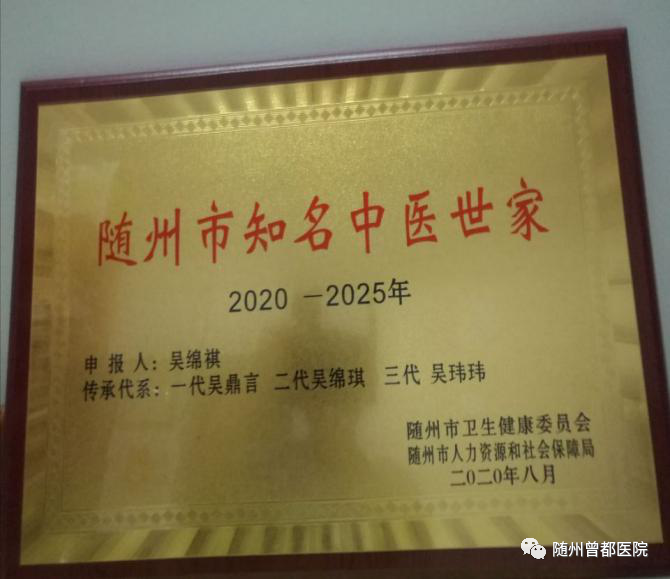 随州市知名中医世家
2020 －2025年
申报人：吴绵祺
传承代系：一代吴鼎言 二代吴绵琪 三代 吴玮玮
随州市卫生健康委员会
随州市人力资源和社会保障局
二〇二〇年八月
随州曾都医院